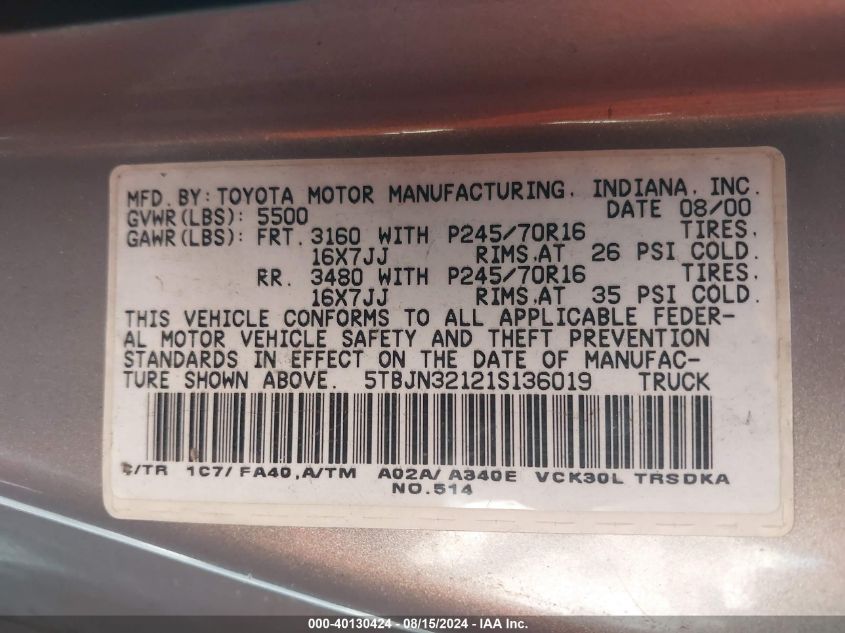 MFD. BY: TOYOTA MOTOR MANUFACTURING, INDIANA, INC.
GVWR(LBS): 5500 DATE 08/00
GAWR(LBS): FRT. 3160 WITH P245/70R16 TIRES.
16X7JJ RIMS.AT 26 PSI COLD.
RR. 3480 WITH P245/70R16 TIRES.
16X7JJ RIMS.AT 35 PSI COLD.
THIS VEHICLE CONFORMS TO ALL APPLICABLE FEDER-
AL MOTOR VEHICLE SAFETY AND THEFT PREVENTION
STANDARDS IN EFFECT ON THE DATE OF MANUFAC-
TURE SHOWN ABOVE. 5TBJN32121S136019 TRUCK
C/TR 1C7/FA40,A/TM A02A/A340E VCK30L TRSDKA
NO.514
000-40130424 - 08/15/2024 - IAA Inc.